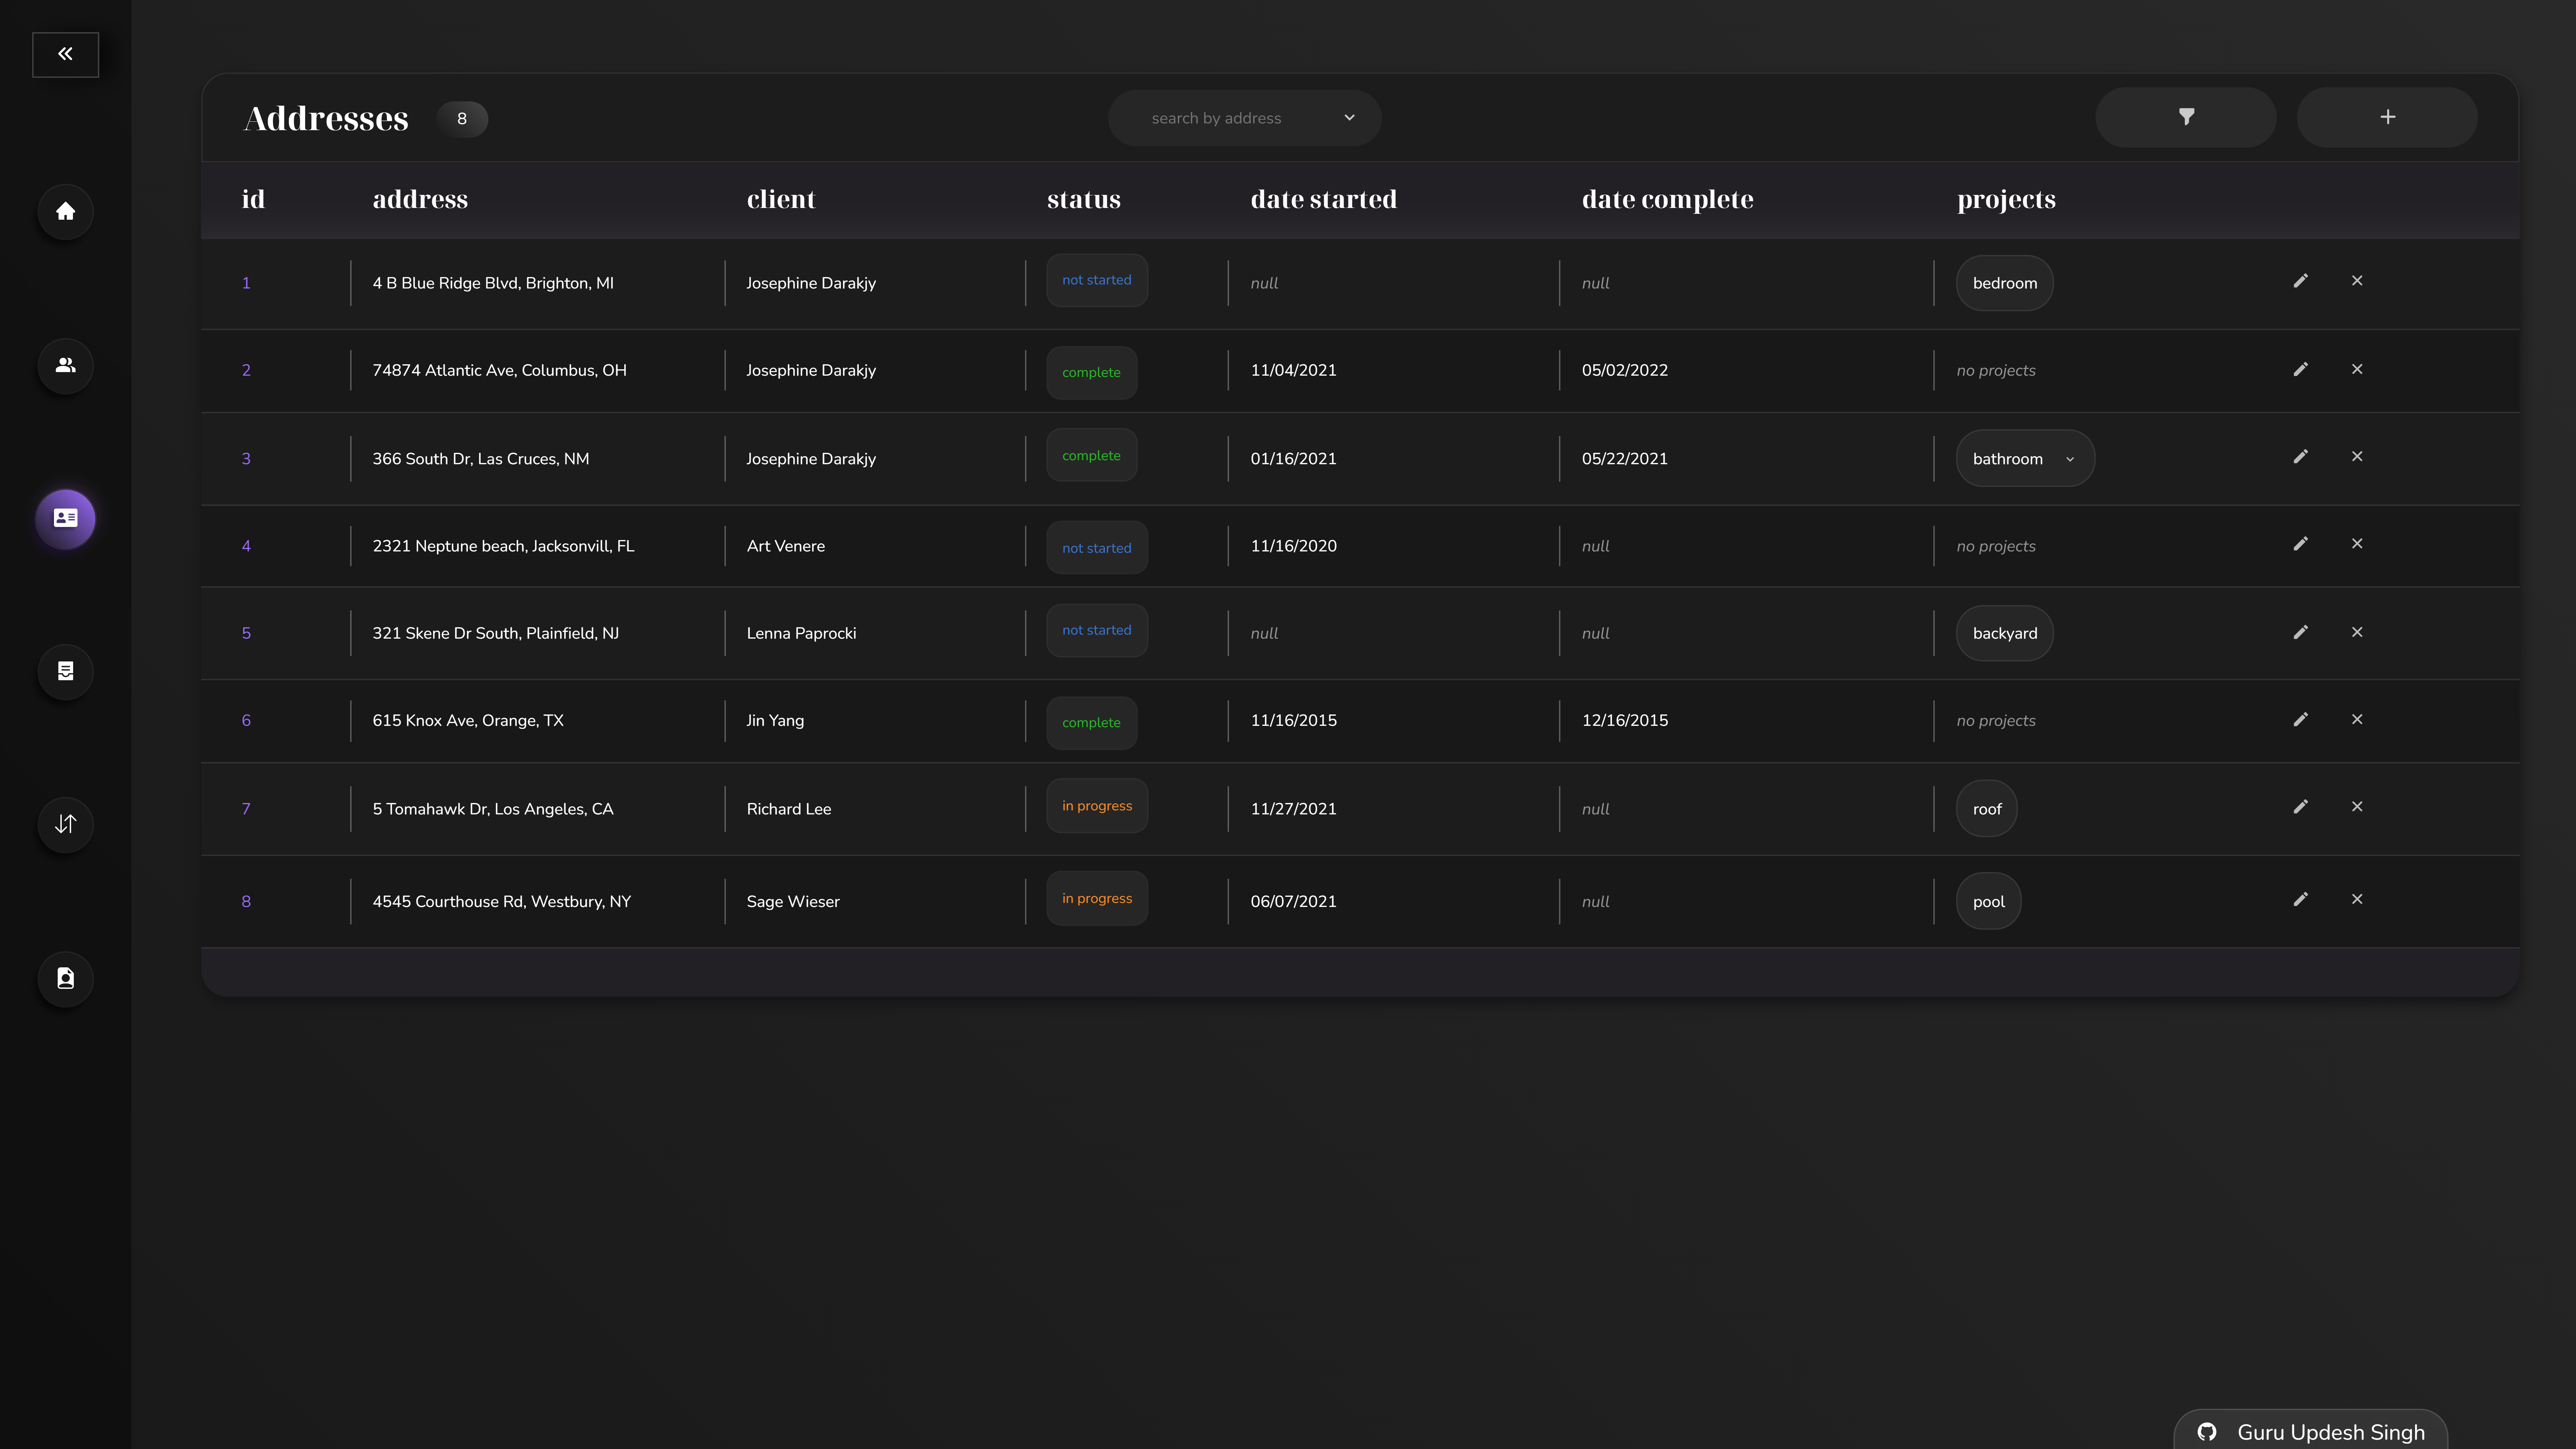 Addresses 8 search by address
id address client status date started date complete projects
1 4 B Blue Ridge Blvd, Brighton, MI Josephine Darakjy not started null null bedroom
2 74874 Atlantic Ave, Columbus, OH Josephine Darakjy complete 11/04/2021 05/02/2022 no projects
3 366 South Dr, Las Cruces, NM Josephine Darakjy complete 01/16/2021 05/22/2021 bathroom
4 2321 Neptune beach, Jacksonvill, FL Art Venere not started 11/16/2020 null no projects
5 321 Skene Dr South, Plainfield, NJ Lenna Paprocki not started null null backyard
6 615 Knox Ave, Orange, TX Jin Yang complete 11/16/2015 12/16/2015 no projects
7 5 Tomahawk Dr, Los Angeles, CA Richard Lee in progress 11/27/2021 null roof
8 4545 Courthouse Rd, Westbury, NY Sage Wieser in progress 06/07/2021 null pool
Guru Updesh Singh